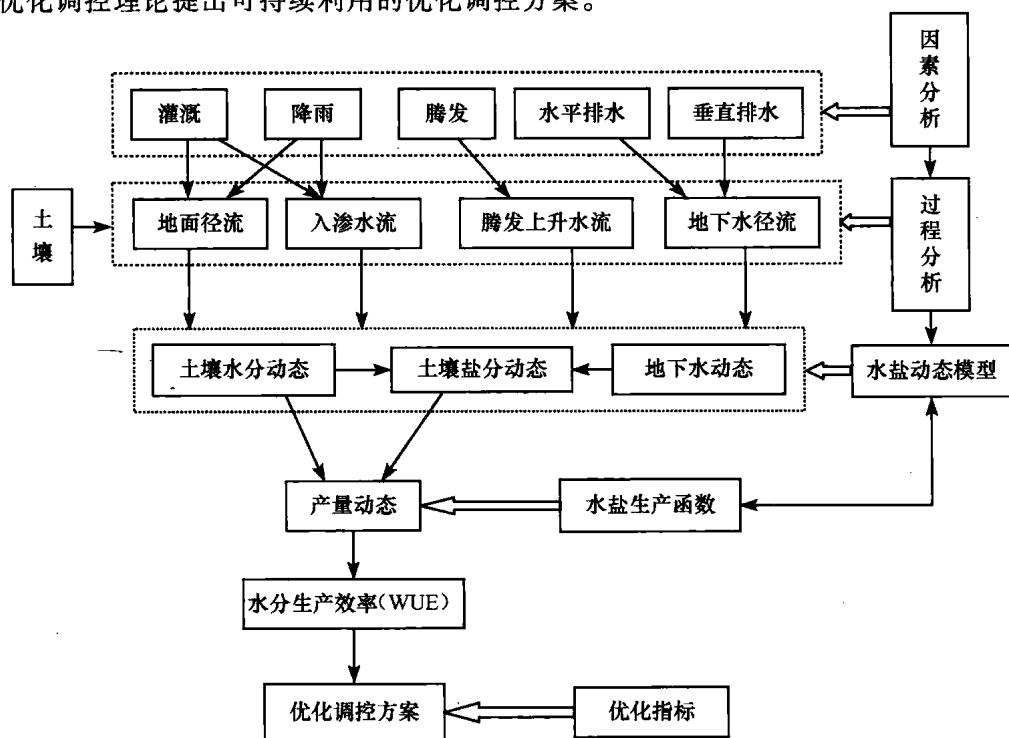 优化调控理论提出可持续利用的优化调控方案。
因素分析
灌溉
降雨
腾发
水平排水
垂直排水
土壤
地面径流
入渗水流
腾发上升水流
地下水径流
过程分析
土壤水分动态
土壤盐分动态
地下水动态
水盐动态模型
产量动态
水盐生产函数
水分生产效率(WUE)
优化调控方案
优化指标